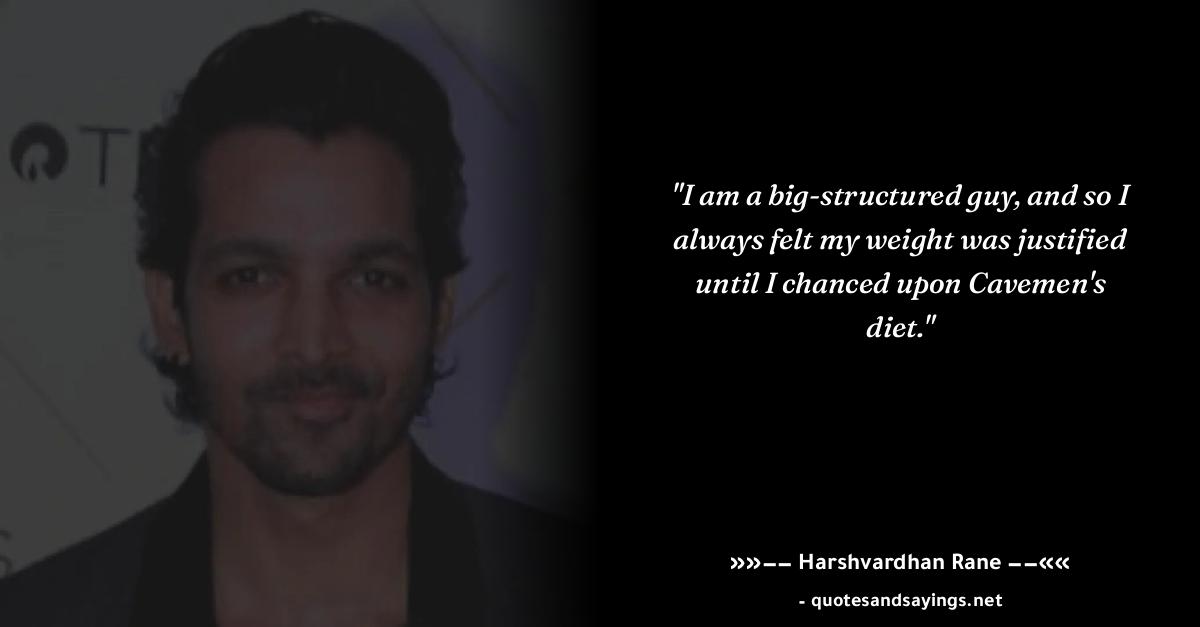 "I am a big-structured guy, and so I
always felt my weight was justified
until I chanced upon Cavemen's
diet."
»»–– Harshvardhan Rane ––««
- quotesandsayings.net